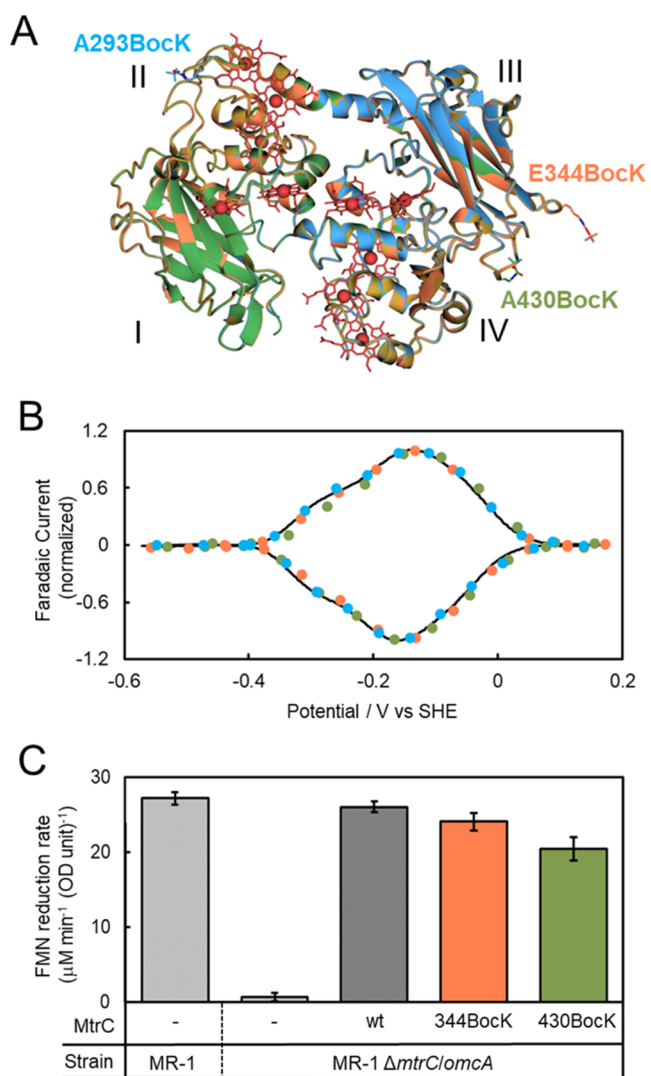 A
A293BocK
II
III
E344BocK
A430BocK
I
IV
B
Faradaic Current
(normalized)
1.2
0.6
0
-0.6
-1.2
-0.6
-0.4
-0.2
0
0.2
Potential / V vs SHE
C
FMN reduction rate
(μM min⁻¹ (OD unit)⁻¹)
30
20
10
0
MtrC
-
-
wt
344BocK
430BocK
Strain
MR-1
MR-1 ΔmtrC/omcA